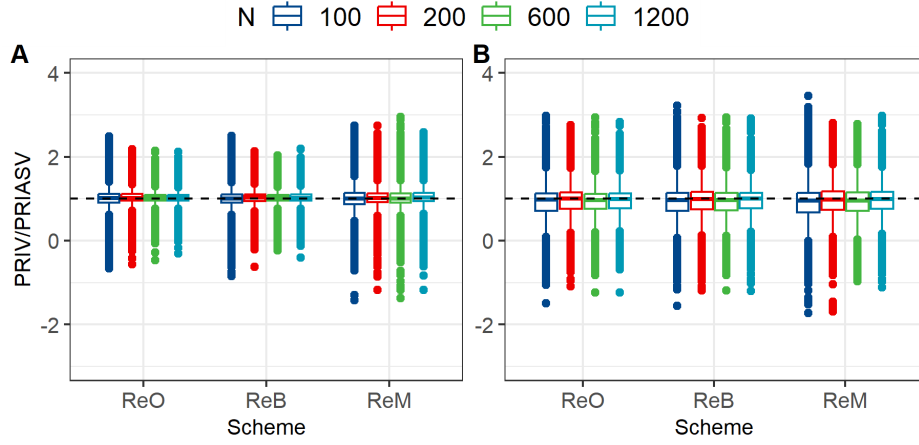 N 100 200 600 1200
A B
PRIV/PRIASV
4
2
0
-2
ReO ReB ReM
Scheme
4
2
0
-2
ReO ReB ReM
Scheme